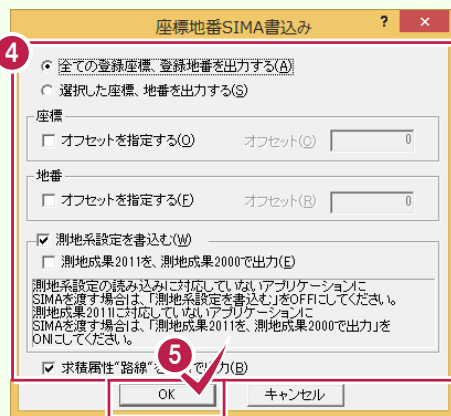 座標地番SIMA書込み ? ×
4
全ての登録座標、登録地番を出力する(A)
選択した座標、地番を出力する(S)
座標
オフセットを指定する(O) オフセット(C) 0
地番
オフセットを指定する(F) オフセット(R) 0
測地系設定を書込む(W)
測地成果2011を、測地成果2000で出力(E)
測地系設定の読み込みに対応していないアプリケーションに
SIMAを渡す場合は、「測地系設定を書込む」をOFFにしてください。
測地成果2011に対応していないアプリケーションに
SIMAを渡す場合は、「測地成果2011を、測地成果2000で出力」を
ONにしてください。
求積属性"路線"を で出力(B)
5
OK キャンセル